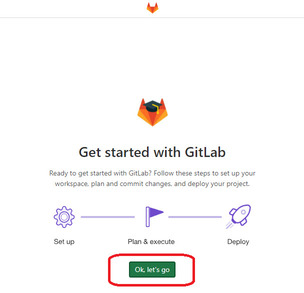 Get started with GitLab
Ready to get started with GitLab? Follow these steps to set up your
workspace, plan and commit changes, and deploy your project.
Set up
Plan & execute
Deploy
Ok, let's go